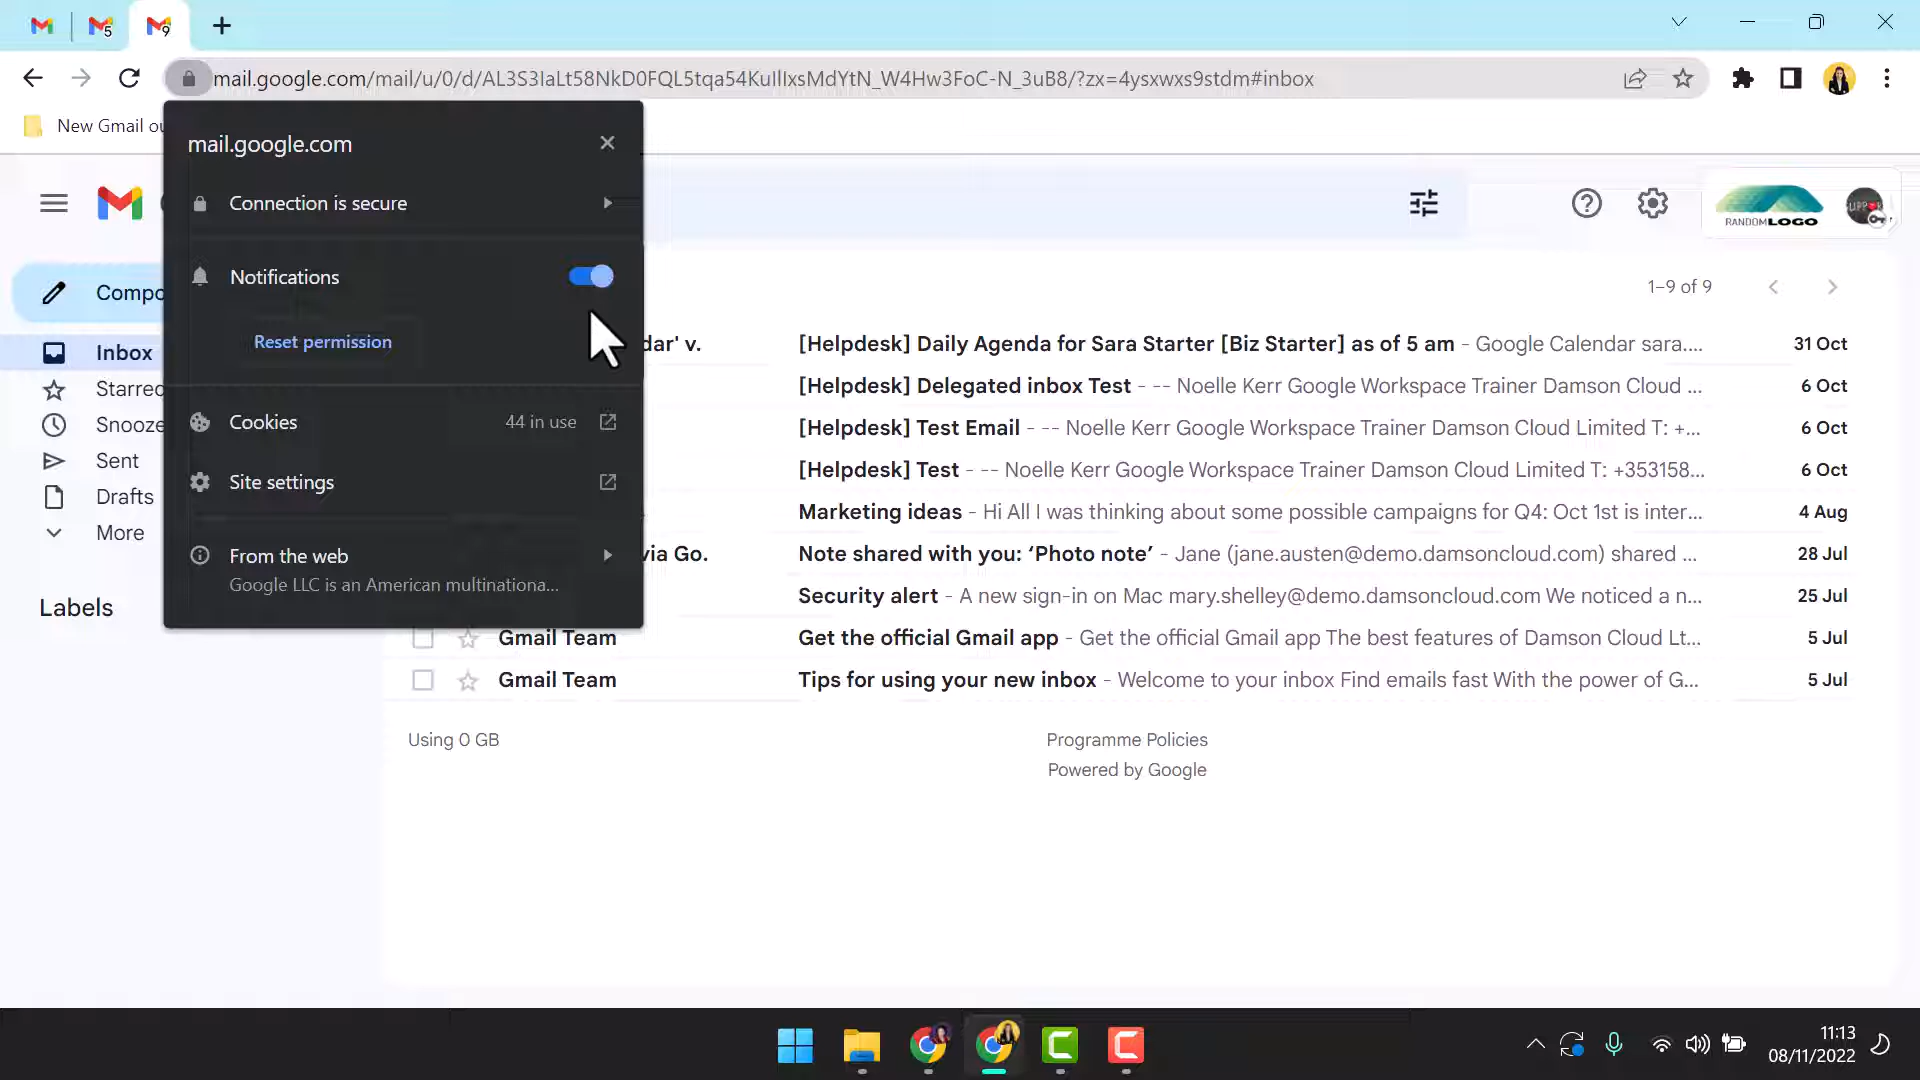 5
9
mail.google.com/mail/u/0/d/AL3S3IaLt58NkD0FQL5tqa54KuIlIxsMdYtN_W4Hw3FoC-N_3uB8/?zx=4ysxwxs9stdm#inbox
New Gmail ou
mail.google.com
Connection is secure
Notifications
Reset permission
Cookies 44 in use
Site settings
From the web
Google LLC is an American multinationa...
RANDOMLOGO
Compo
Inbox
Starred
Snooze
Sent
Drafts
More
Labels
1–9 of 9
dar' v. [Helpdesk] Daily Agenda for Sara Starter [Biz Starter] as of 5 am - Google Calendar sara.... 31 Oct
[Helpdesk] Delegated inbox Test - -- Noelle Kerr Google Workspace Trainer Damson Cloud ... 6 Oct
[Helpdesk] Test Email - -- Noelle Kerr Google Workspace Trainer Damson Cloud Limited T: +... 6 Oct
[Helpdesk] Test - -- Noelle Kerr Google Workspace Trainer Damson Cloud Limited T: +353158... 6 Oct
Marketing ideas - Hi All I was thinking about some possible campaigns for Q4: Oct 1st is inter... 4 Aug
via Go. Note shared with you: ‘Photo note’ - Jane (jane.austen@demo.damsoncloud.com) shared ... 28 Jul
Security alert - A new sign-in on Mac mary.shelley@demo.damsoncloud.com We noticed a n... 25 Jul
Gmail Team Get the official Gmail app - Get the official Gmail app The best features of Damson Cloud Lt... 5 Jul
Gmail Team Tips for using your new inbox - Welcome to your inbox Find emails fast With the power of G... 5 Jul
Using 0 GB
Programme Policies
Powered by Google
11:13
08/11/2022